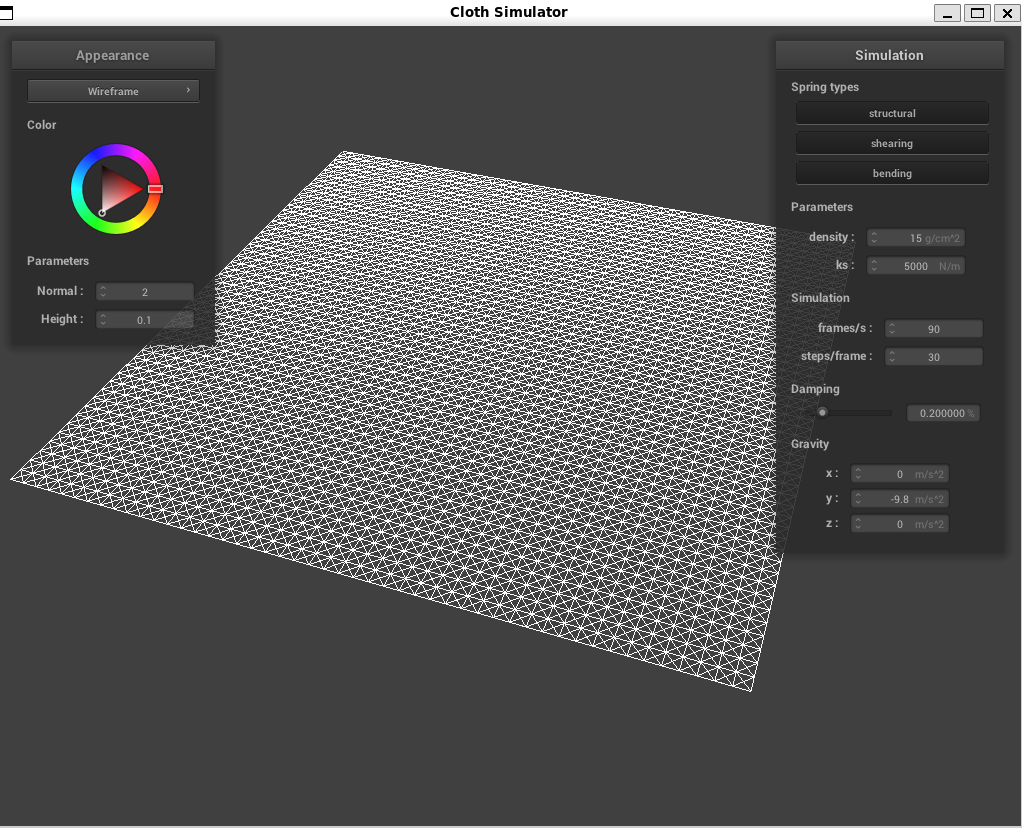 Cloth Simulator
Appearance
Wireframe
Color
Parameters
Normal : 2
Height : 0.1
Simulation
Spring types
structural
shearing
bending
Parameters
density : 15 g/cm^2
ks : 5000 N/m
Simulation
frames/s : 90
steps/frame : 30
Damping
0.200000 %
Gravity
x : 0 m/s^2
y : -9.8 m/s^2
z : 0 m/s^2